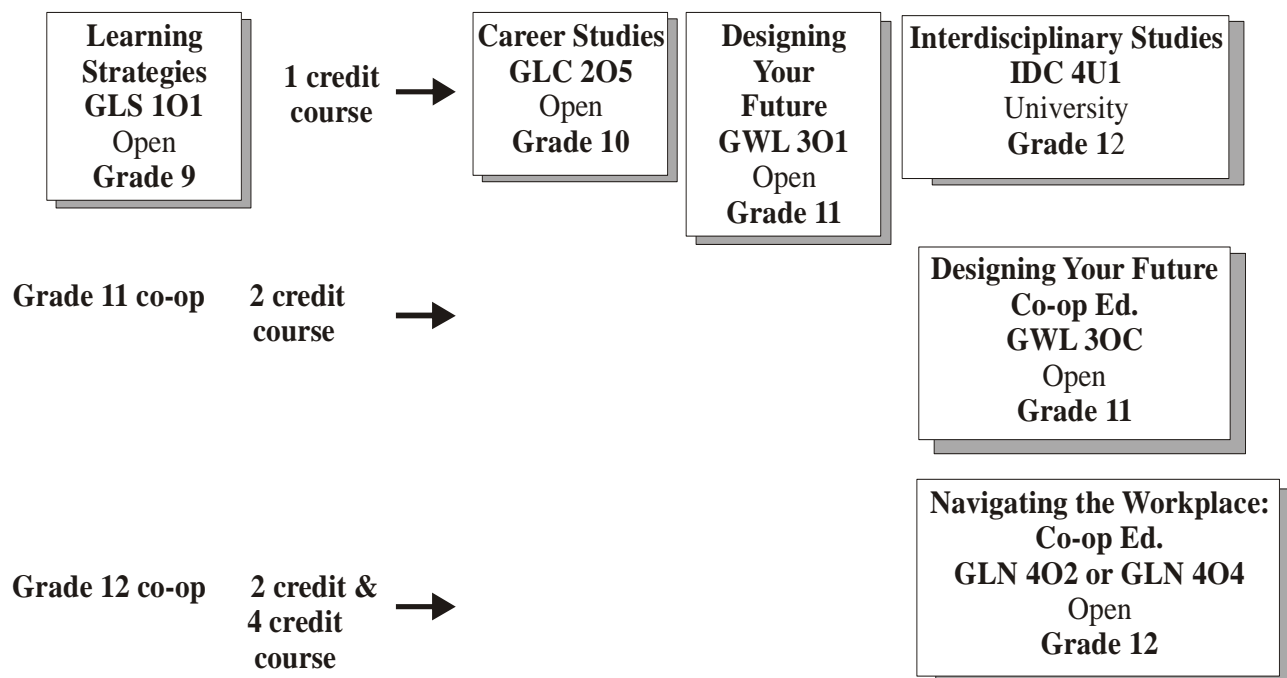 Learning
Strategies
GLS 1O1
Open
Grade 9
1 credit
course
Career Studies
GLC 2O5
Open
Grade 10
Designing
Your
Future
GWL 3O1
Open
Grade 11
Interdisciplinary Studies
IDC 4U1
University
Grade 12
Grade 11 co-op
2 credit
course
Designing Your Future
Co-op Ed.
GWL 3OC
Open
Grade 11
Grade 12 co-op
2 credit &
4 credit
course
Navigating the Workplace:
Co-op Ed.
GLN 4O2 or GLN 4O4
Open
Grade 12